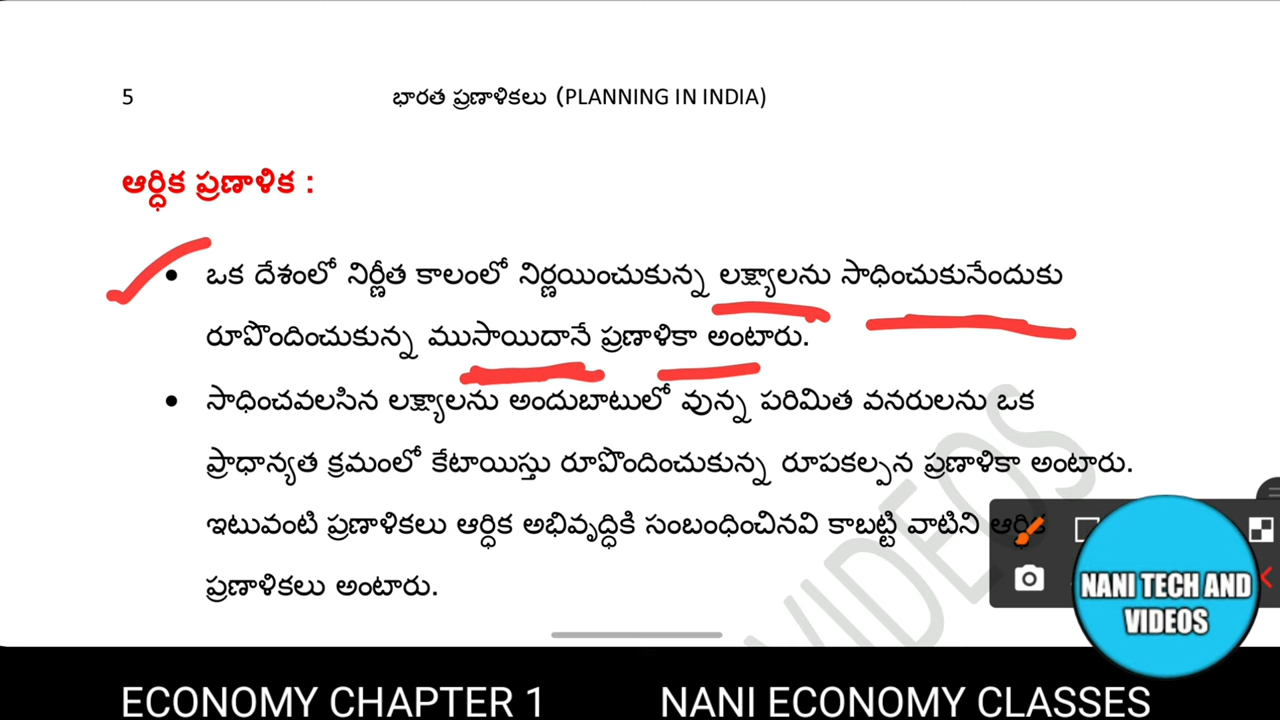 5 భారత ప్రణాళికలు (PLANNING IN INDIA)
ఆర్ధిక ప్రణాళిక :
• ఒక దేశంలో నిర్ణీత కాలంలో నిర్ణయించుకున్న లక్ష్యాలను సాధించుకునేందుకు
రూపొందించుకున్న ముసాయిదానే ప్రణాళికా అంటారు.
• సాధించవలసిన లక్ష్యాలను అందుబాటులో వున్న పరిమిత వనరులను ఒక
ప్రాధాన్యత క్రమంలో కేటాయిస్తు రూపొందించుకున్న రూపకల్పన ప్రణాళికా అంటారు.
ఇటువంటి ప్రణాళికలు ఆర్ధిక అభివృద్ధికి సంబంధించినవి కాబట్టి వాటిని ఆర్ధిక
ప్రణాళికలు అంటారు.
VIDEOS
NANI TECH AND
VIDEOS
ECONOMY CHAPTER 1 NANI ECONOMY CLASSES